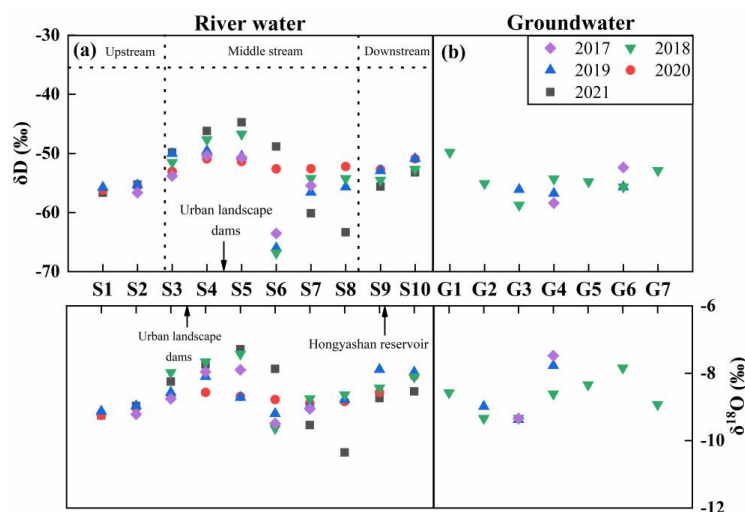 River water
Groundwater
-30
(a)
Upstream
Middle stream
Downstream
(b)
2017
2018
2019
2020
2021
-40
δD (‰)
-50
-60
Urban landscape
dams
-70
S1 S2 S3 S4 S5 S6 S7 S8 S9 S10 G1 G2 G3 G4 G5 G6 G7
-6
Urban landscape
dams
Hongyashan reservoir
-8
δ18O (‰)
-10
-12